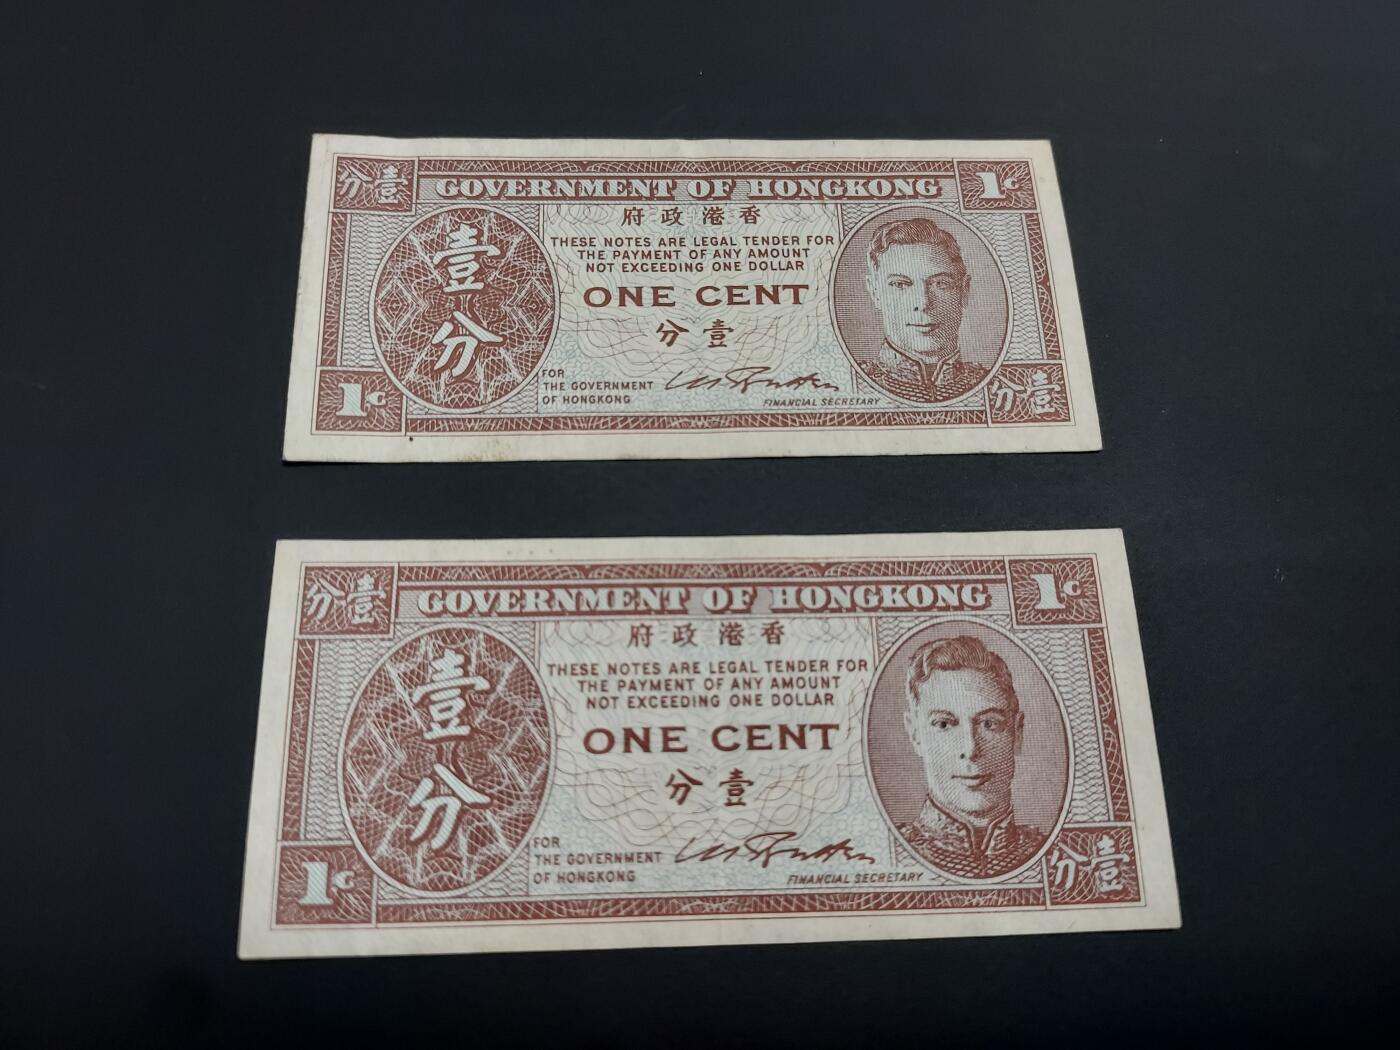 分壹 GOVERNMENT OF HONGKONG 1C
府政港香
THESE NOTES ARE LEGAL TENDER FOR
THE PAYMENT OF ANY AMOUNT
NOT EXCEEDING ONE DOLLAR
壹
分
ONE CENT
分壹
FOR
THE GOVERNMENT
OF HONGKONG
FINANCIAL SECRETARY
1C
分壹
分壹 GOVERNMENT OF HONGKONG 1C
府政港香
THESE NOTES ARE LEGAL TENDER FOR
THE PAYMENT OF ANY AMOUNT
NOT EXCEEDING ONE DOLLAR
壹
分
ONE CENT
分壹
FOR
THE GOVERNMENT
OF HONGKONG
FINANCIAL SECRETARY
1C
分壹